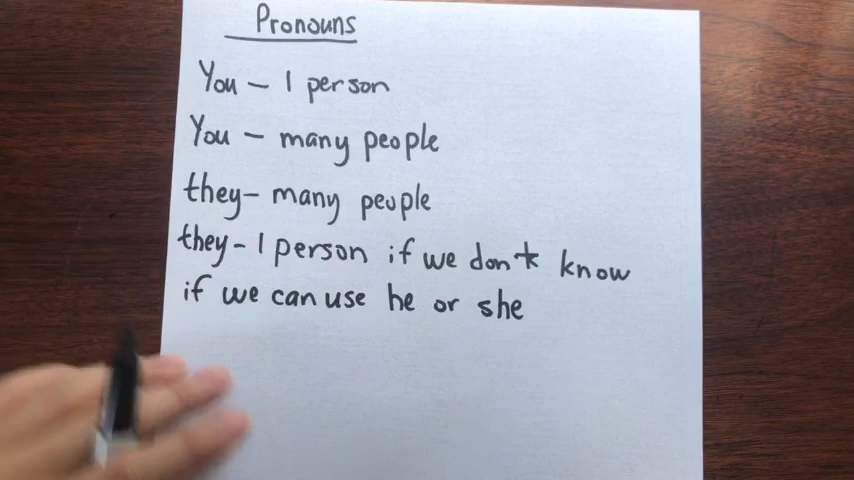 Pronouns
You - 1 person
You - many people
they - many people
they - 1 person if we don't know
if we can use he or she